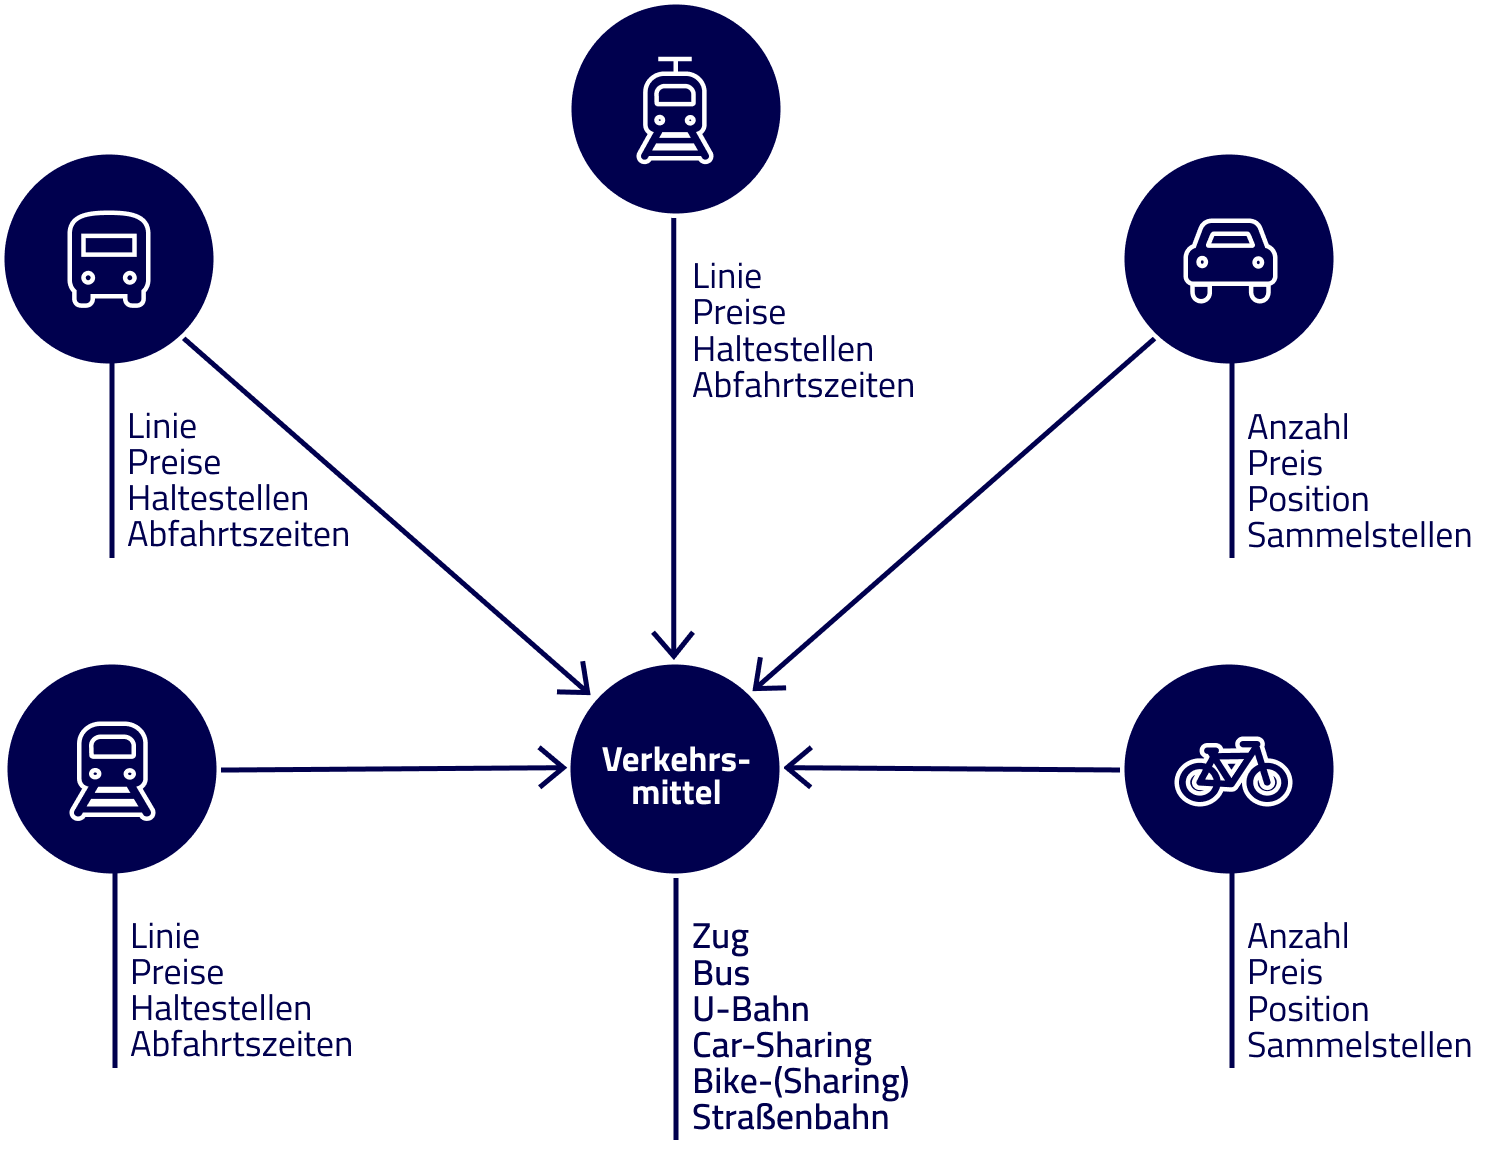 Linie
Preise
Haltestellen
Abfahrtszeiten
Linie
Preise
Haltestellen
Abfahrtszeiten
Anzahl
Preis
Position
Sammelstellen
Verkehrs-
mittel
Linie
Preise
Haltestellen
Abfahrtszeiten
Zug
Bus
U-Bahn
Car-Sharing
Bike-(Sharing)
Straßenbahn
Anzahl
Preis
Position
Sammelstellen